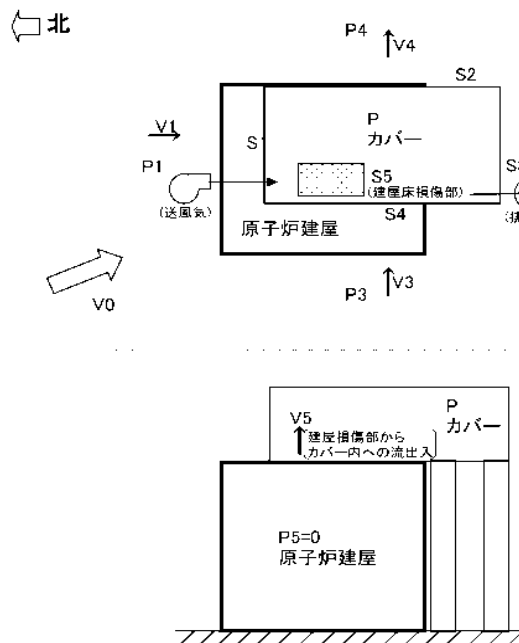 北
P4
V4
S2
V1
S
P
カバー
P1
S5
(建屋床損傷部)
S4
(送風気)
原子炉建屋
P3
V3
V0
P
カバー
V5
建屋損傷部から
カバー内への流出入
P5=0
原子炉建屋